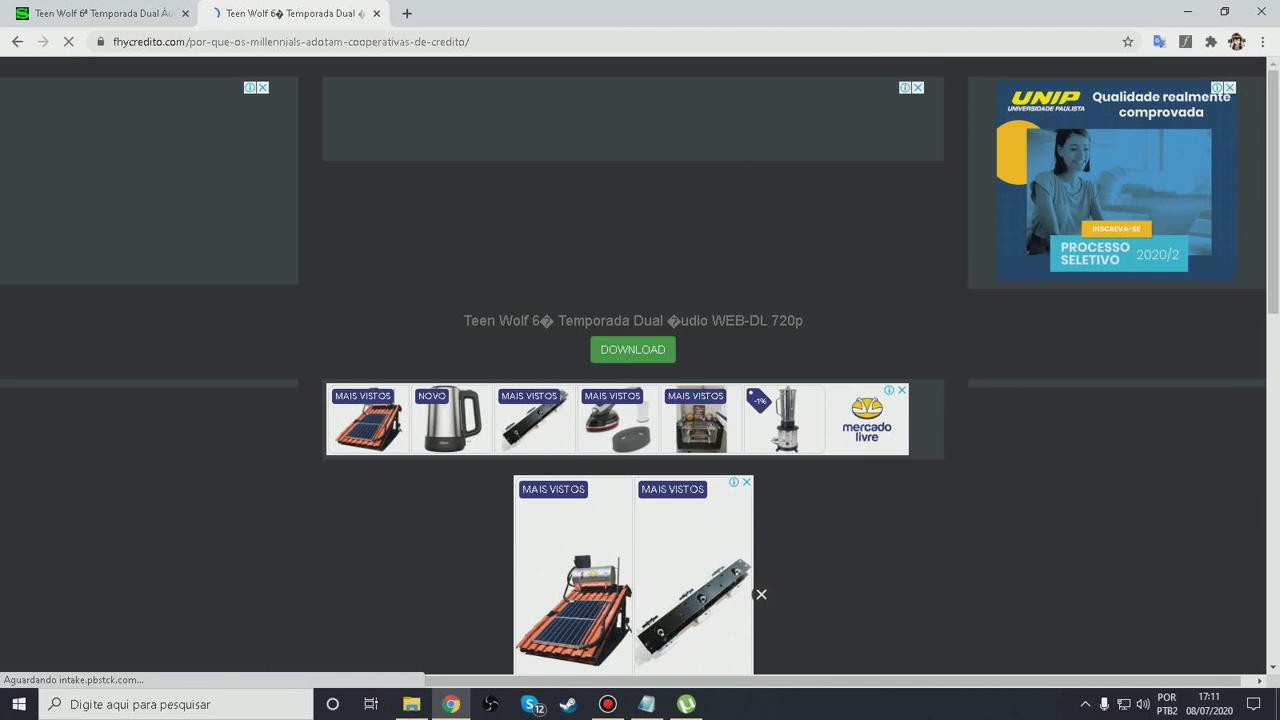 Teen Wolf 6ª Temporada Dual Áu
Teen Wolf 6� Temporada Dual �
fhycredito.com/por-que-os-millennials-adotam-cooperativas-de-credito/
UNIP
UNIVERSIDADE PAULISTA
Qualidade realmente
comprovada
INSCREVA-SE
PROCESSO
SELETIVO 2020/2
Teen Wolf 6� Temporada Dual �udio WEB-DL 720p
DOWNLOAD
MAIS VISTOS
NOVO
MAIS VISTOS
MAIS VISTOS
MAIS VISTOS
-1%
mercado
livre
MAIS VISTOS
MAIS VISTOS
Aguardando intake.pbstck.com...
Digite aqui para pesquisar
12
POR
PTB2
17:11
08/07/2020